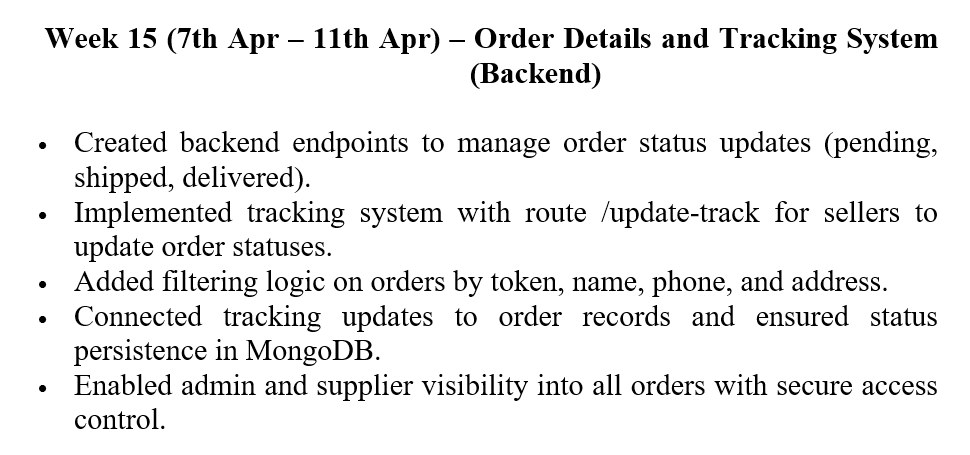 Week 15 (7th Apr – 11th Apr) – Order Details and Tracking System
(Backend)
• Created backend endpoints to manage order status updates (pending,
shipped, delivered).
• Implemented tracking system with route /update-track for sellers to
update order statuses.
• Added filtering logic on orders by token, name, phone, and address.
• Connected tracking updates to order records and ensured status
persistence in MongoDB.
• Enabled admin and supplier visibility into all orders with secure access
control.